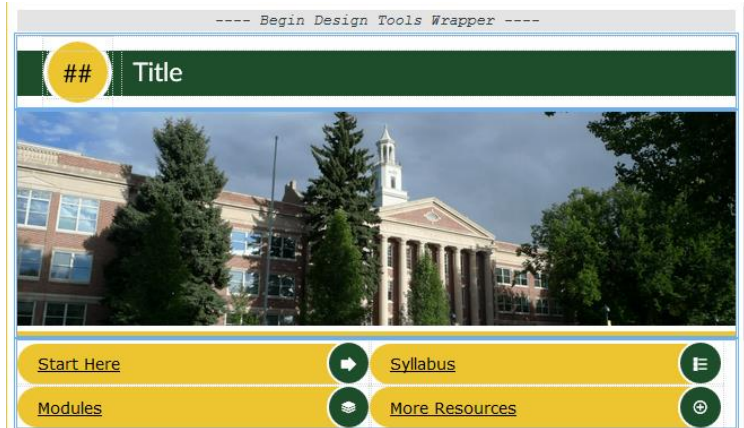 ---- Begin Design Tools Wrapper ----
## Title
Start Here
Syllabus
Modules
More Resources